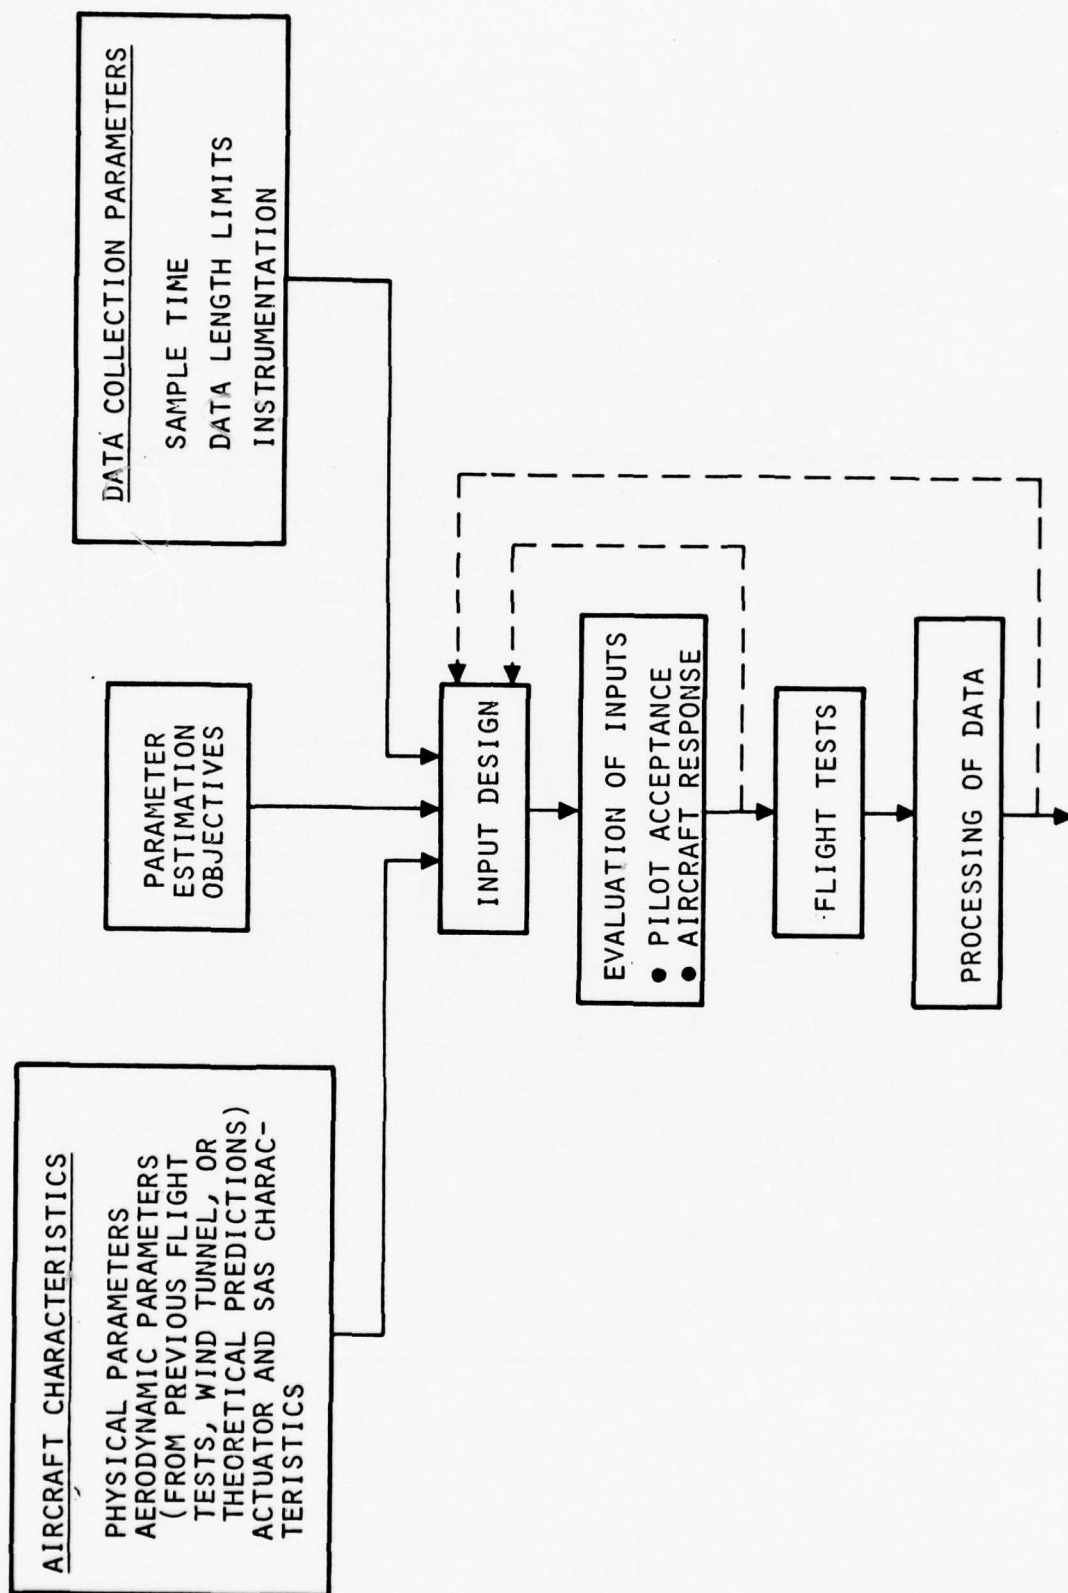 AIRCRAFT CHARACTERISTICS
PHYSICAL PARAMETERS
AERODYNAMIC PARAMETERS
(FROM PREVIOUS FLIGHT
TESTS, WIND TUNNEL, OR
THEORETICAL PREDICTIONS)
ACTUATOR AND SAS CHARAC-
TERISTICS
PARAMETER
ESTIMATION
OBJECTIVES
DATA COLLECTION PARAMETERS
SAMPLE TIME
DATA LENGTH LIMITS
INSTRUMENTATION
INPUT DESIGN
EVALUATION OF INPUTS
● PILOT ACCEPTANCE
● AIRCRAFT RESPONSE
FLIGHT TESTS
PROCESSING OF DATA